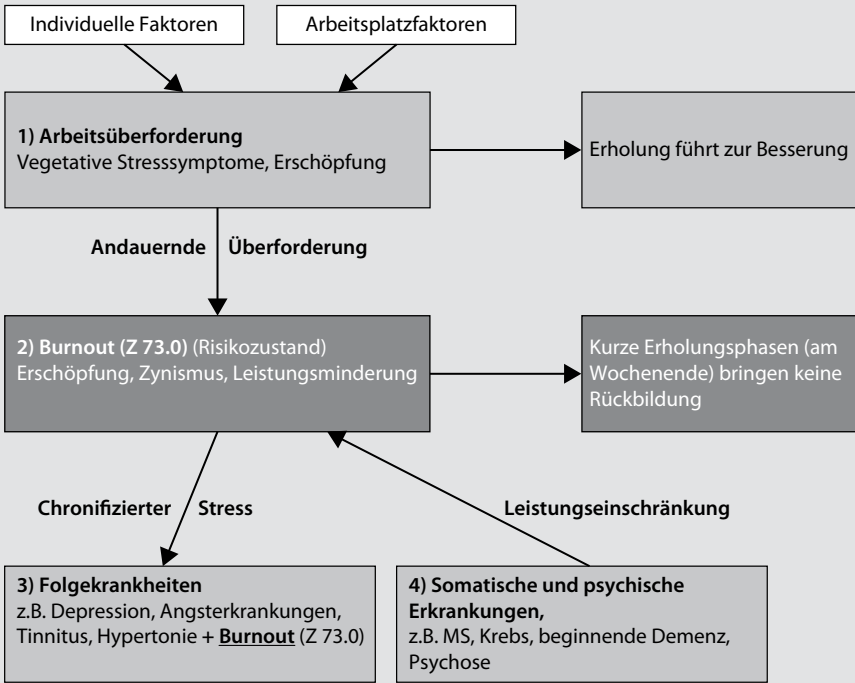 Individuelle Faktoren
Arbeitsplatzfaktoren
1) Arbeitsüberforderung
Vegetative Stresssymptome, Erschöpfung
Erholung führt zur Besserung
Andauernde Überforderung
2) Burnout (Z 73.0) (Risikozustand)
Erschöpfung, Zynismus, Leistungsminderung
Kurze Erholungsphasen (am
Wochenende) bringen keine
Rückbildung
Chronifizierter Stress
Leistungseinschränkung
3) Folgekrankheiten
z.B. Depression, Angsterkrankungen,
Tinnitus, Hypertonie + Burnout (Z 73.0)
4) Somatische und psychische
Erkrankungen,
z.B. MS, Krebs, beginnende Demenz,
Psychose